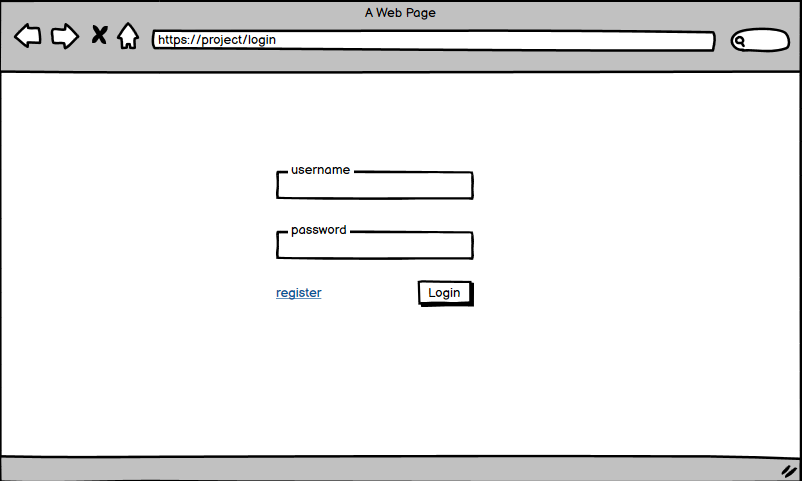 A Web Page
https://project/login
username
password
register
Login